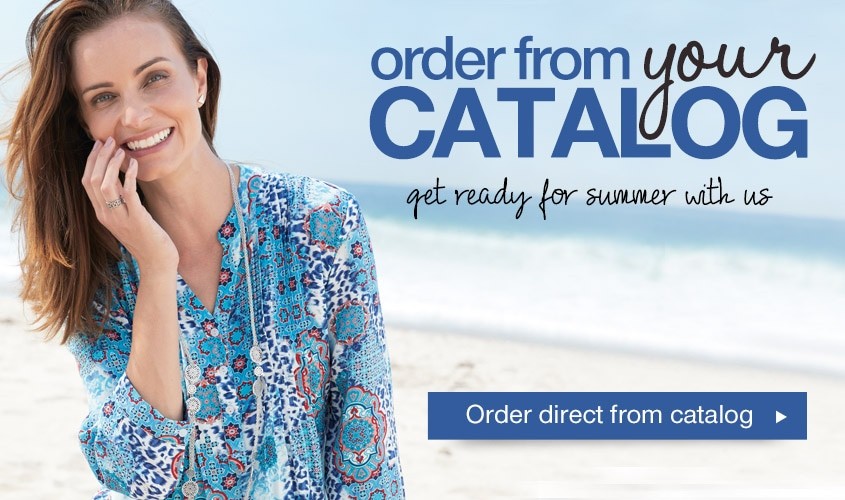 order from your
CATALOG
get ready for summer with us
Order direct from catalog